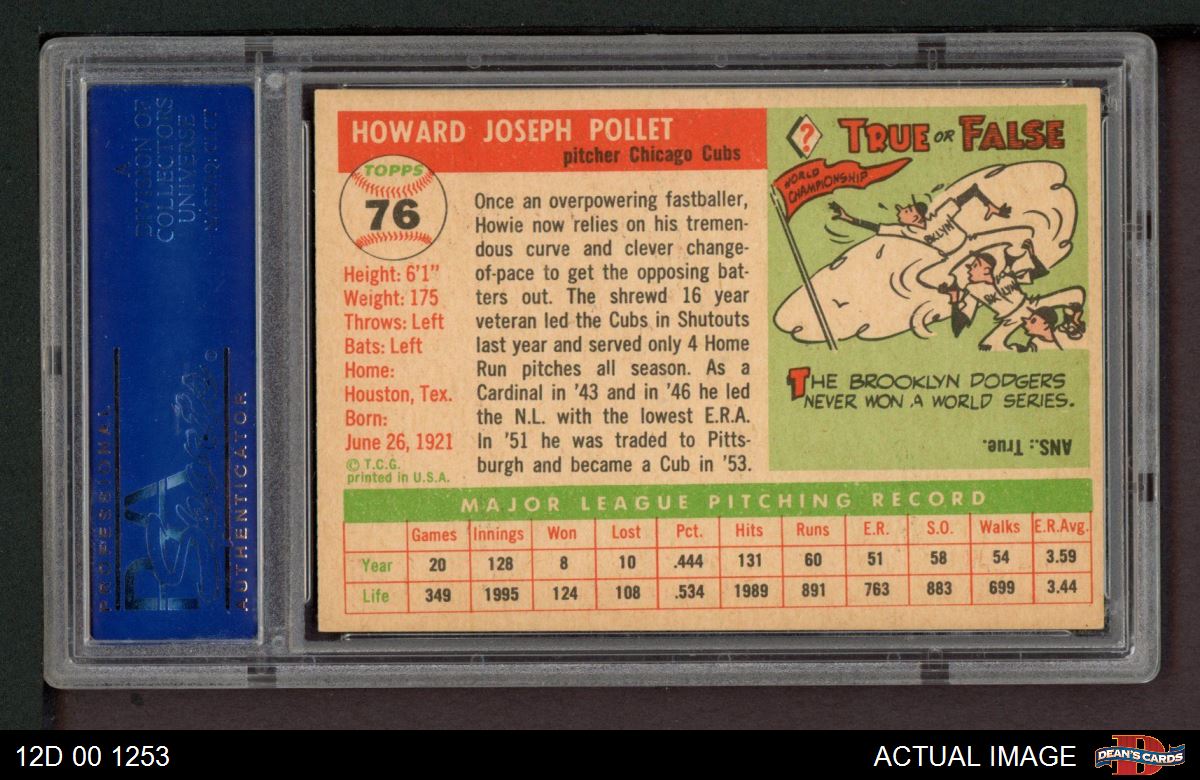 A
DIVISION OF
COLLECTORS
UNIVERSE
PROFESSIONAL
PSA
AUTHENTICATOR
HOWARD JOSEPH POLLET
pitcher Chicago Cubs
TOPPS
76
Height: 6'1"
Weight: 175
Throws: Left
Bats: Left
Home:
Houston, Tex.
Born:
June 26, 1921
© T.C.G.
printed in U.S.A.
Once an overpowering fastballer,
Howie now relies on his tremen-
dous curve and clever change-
of-pace to get the opposing bat-
ters out. The shrewd 16 year
veteran led the Cubs in Shutouts
last year and served only 4 Home
Run pitches all season. As a
Cardinal in '43 and in '46 he led
the N.L. with the lowest E.R.A.
In '51 he was traded to Pitts-
burgh and became a Cub in '53.
?
TRUE OR FALSE
WORLD
CHAMPIONSHIP
BKLYN
BKLYN
THE BROOKLYN DODGERS
NEVER WON A WORLD SERIES.
ANS.: True.
MAJOR LEAGUE PITCHING RECORD
Games Innings Won Lost Pct. Hits Runs E.R. S.O. Walks E.R.Avg.
Year 20 128 8 10 .444 131 60 51 58 54 3.59
Life 349 1995 124 108 .534 1989 891 763 883 699 3.44
12D 00 1253
ACTUAL IMAGE
DEAN'S CARDS